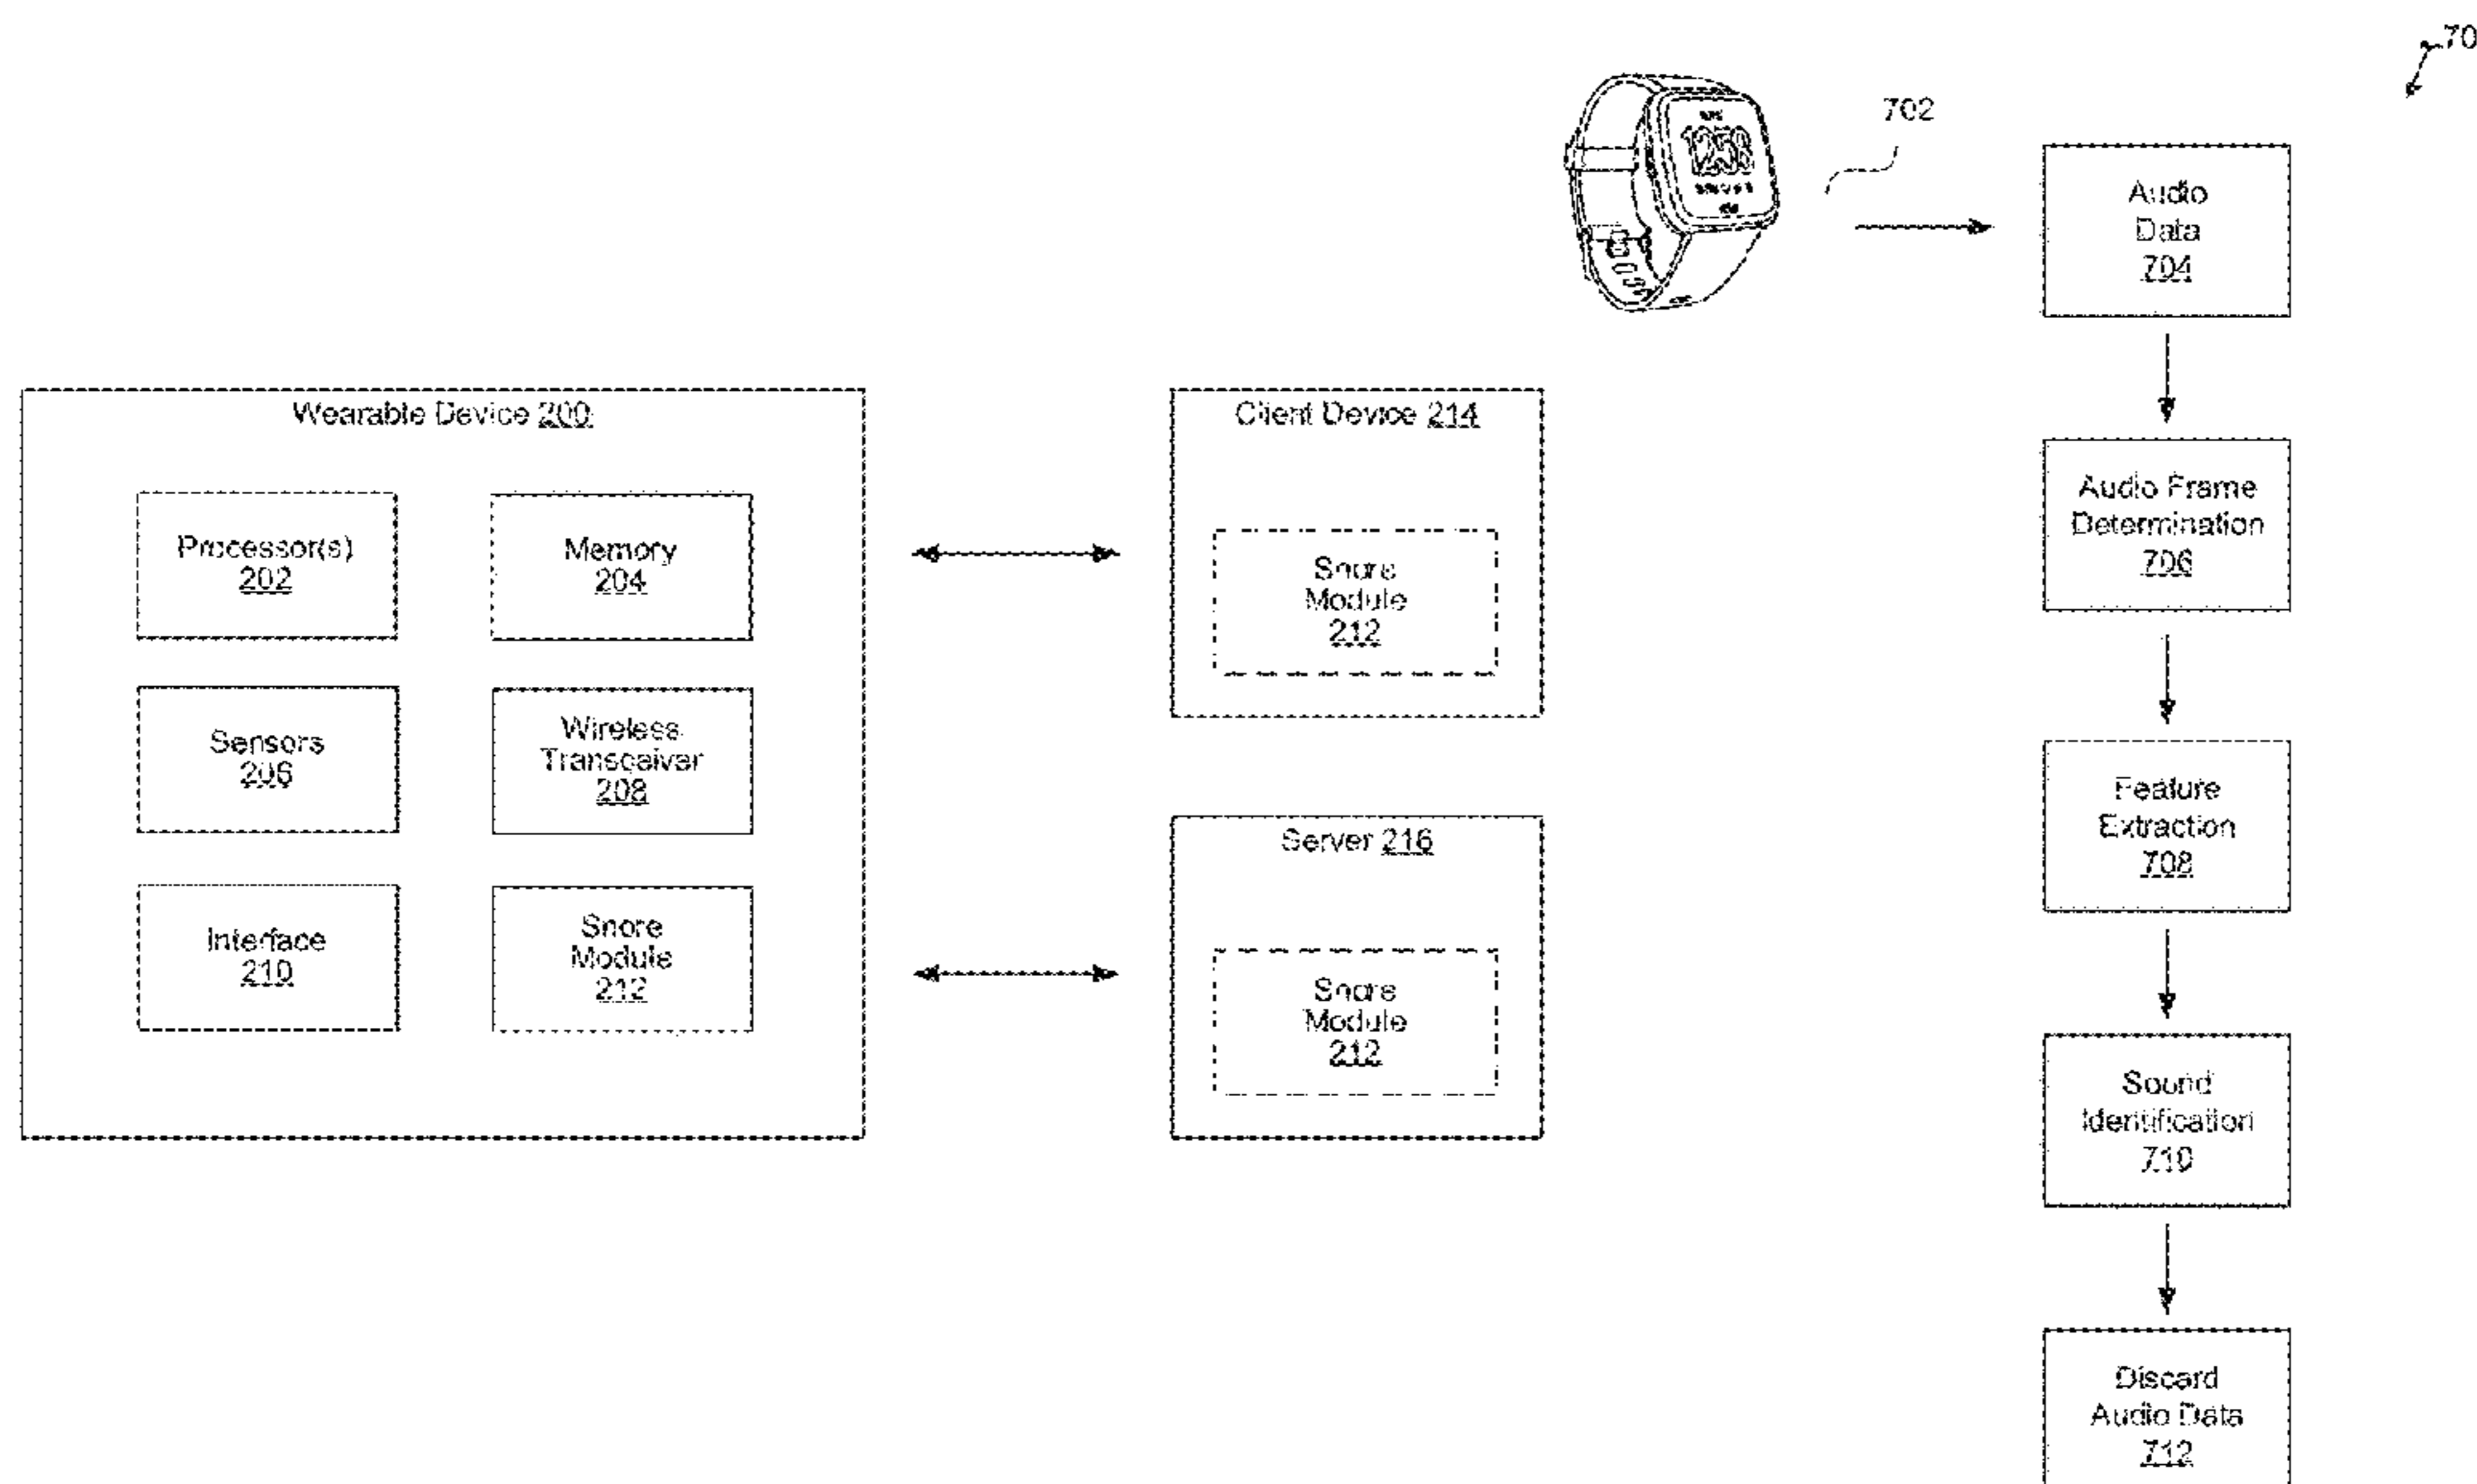 70
702
12:58
Audio
Data
704
Wearable Device 200
Processor(s)
202
Memory
204
Sensors
206
Wireless
Transceiver
208
Interface
210
Snore
Module
212
Client Device 214
Snore
Module
212
Server 216
Snore
Module
212
Audio Frame
Determination
706
Feature
Extraction
708
Sound
Identification
710
Discard
Audio Data
712